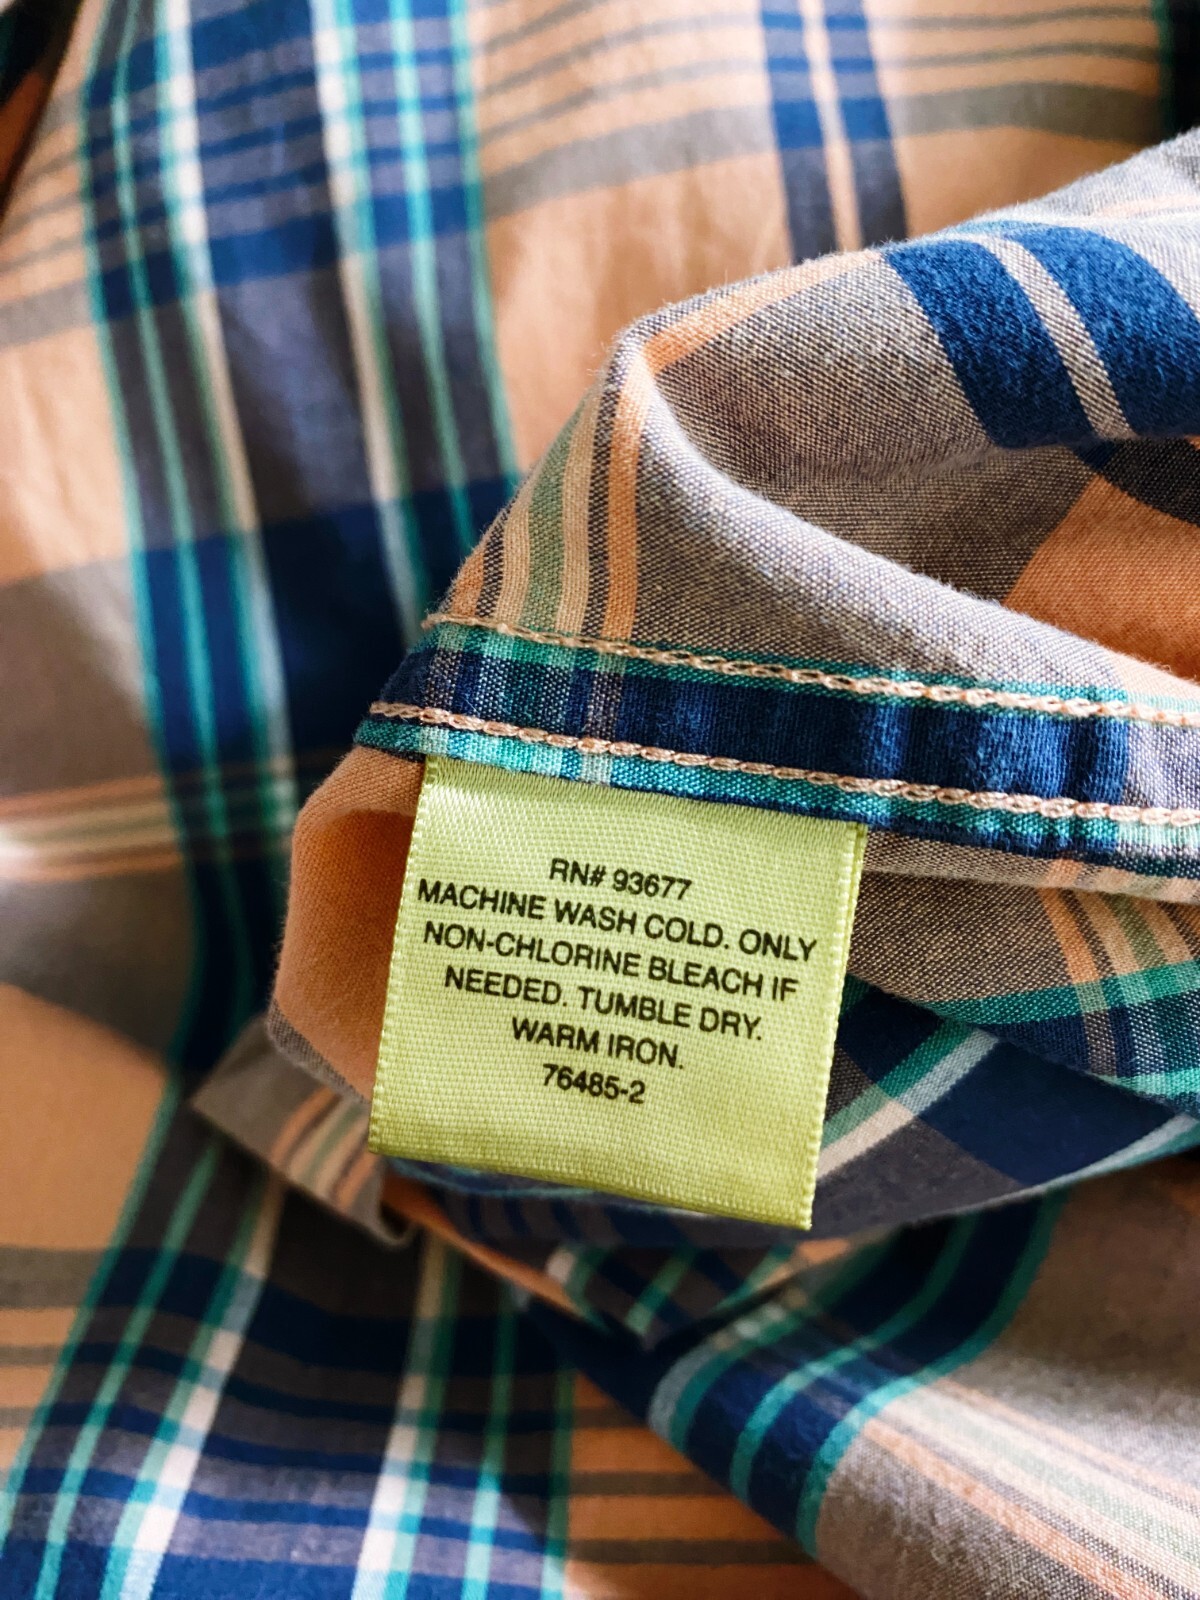 RN# 93677
MACHINE WASH COLD. ONLY
NON-CHLORINE BLEACH IF
NEEDED. TUMBLE DRY.
WARM IRON.
76485-2